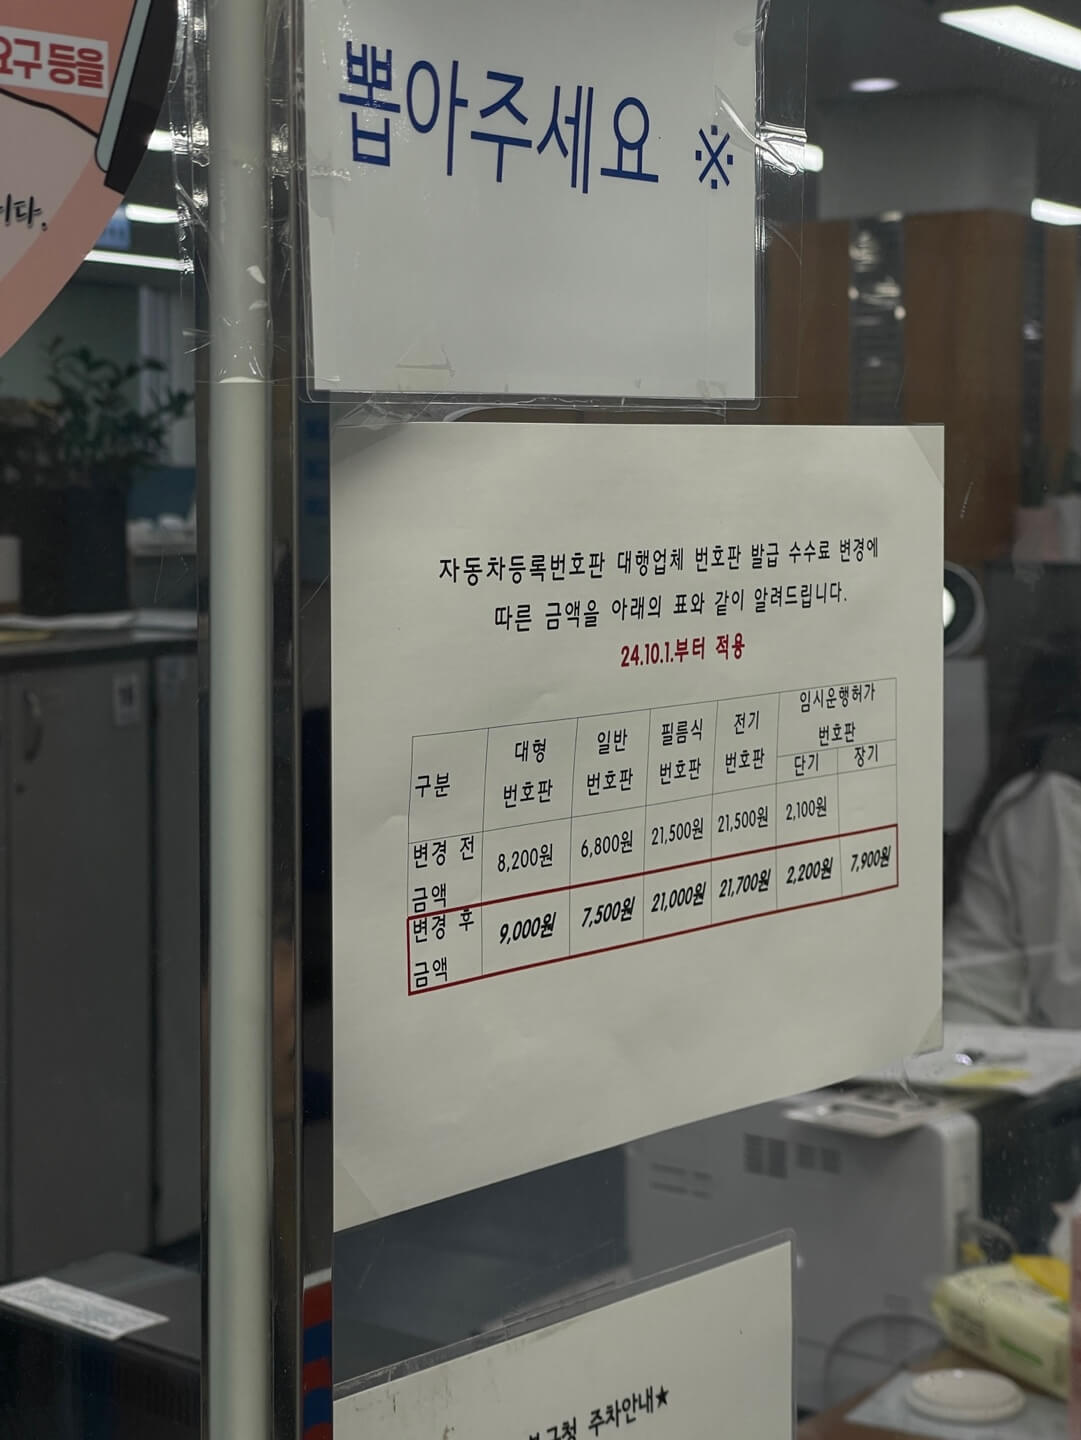 요구 등을
니다.
뽑아주세요 ※
자동차등록번호판 대행업체 번호판 발급 수수료 변경에
따른 금액을 아래의 표와 같이 알려드립니다.
24.10.1.부터 적용
구분 대형 번호판 일반 번호판 필름식 번호판 전기 번호판 임시운행허가 번호판
단기 장기
변경 전 금액 8,200원 6,800원 21,500원 21,500원 2,100원
변경 후 금액 9,000원 7,500원 21,000원 21,700원 2,200원 7,900원
구청 주차안내★